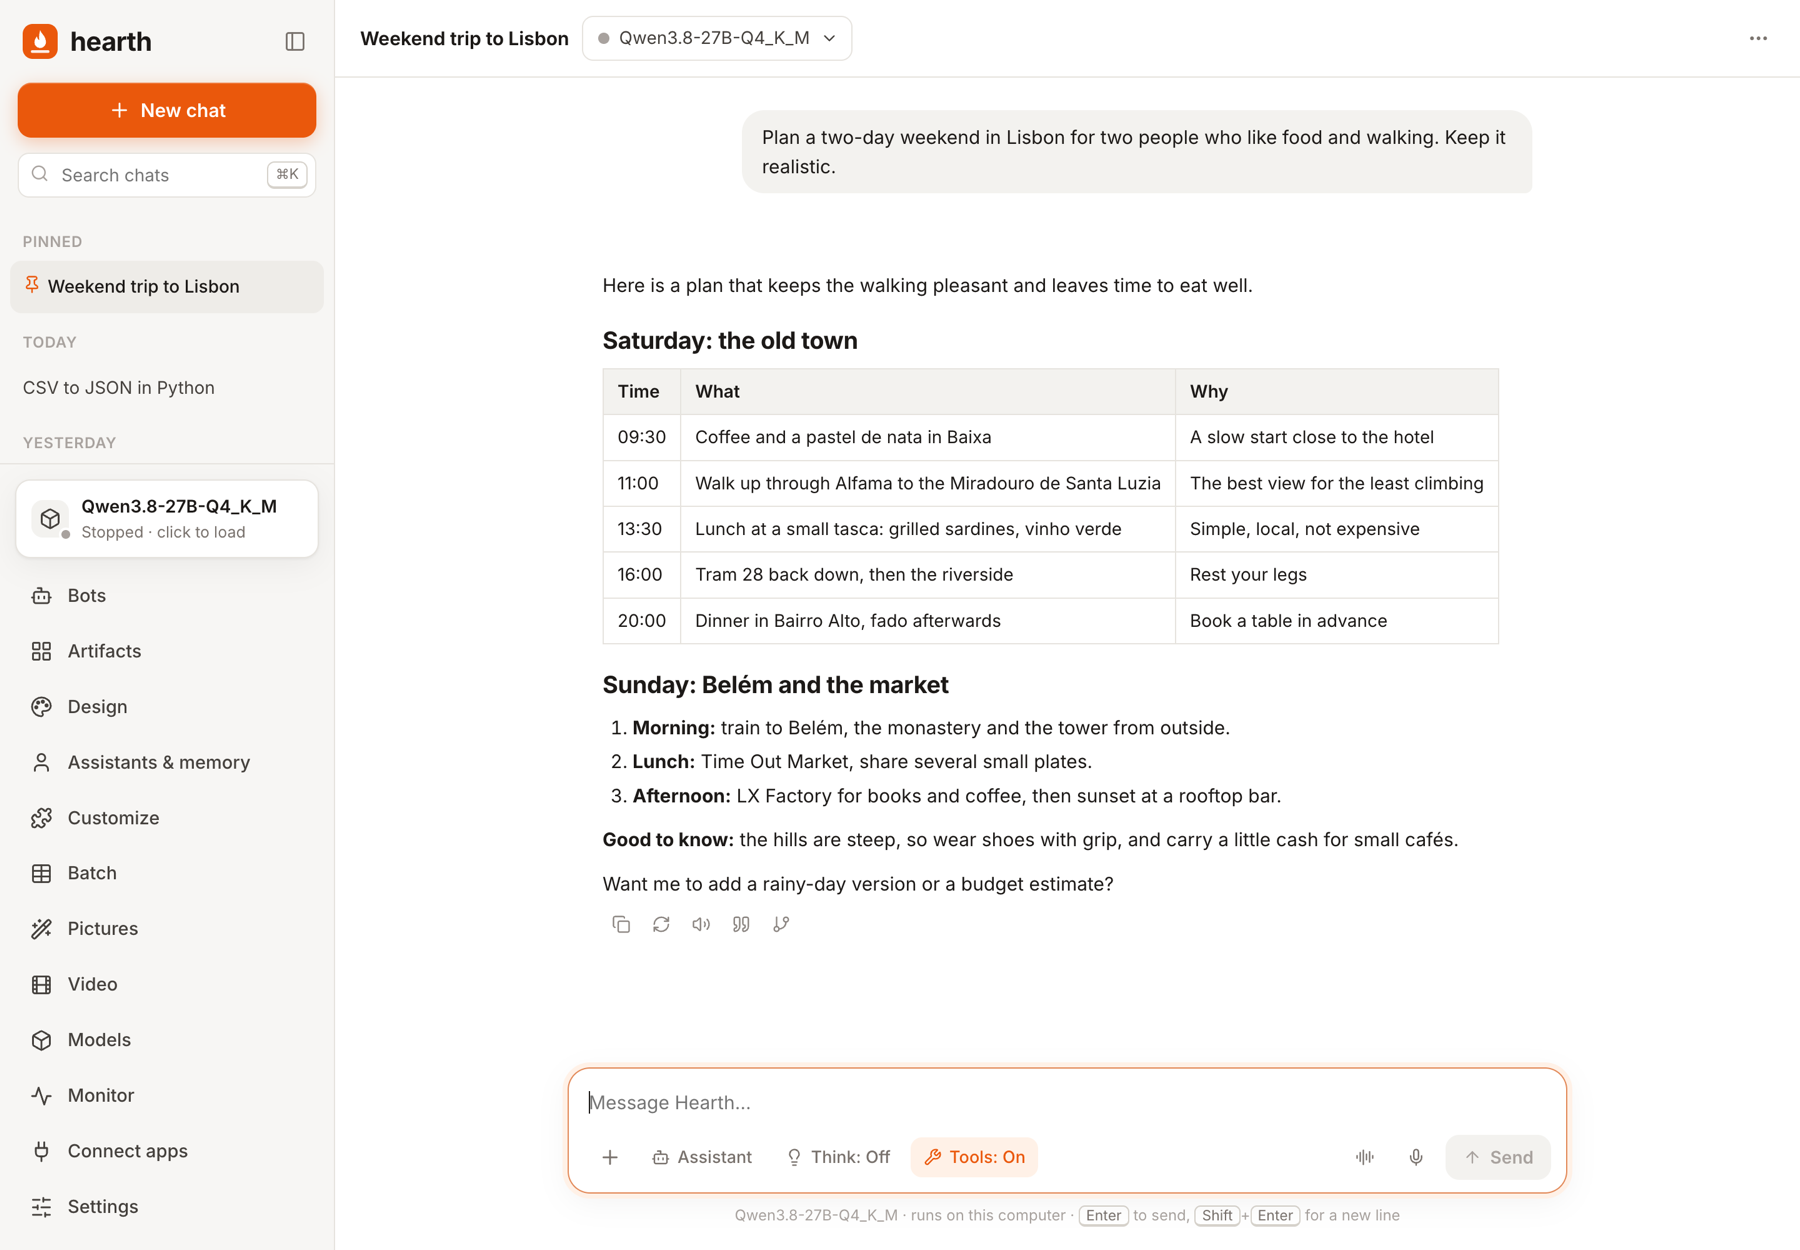 hearth
New chat
Search chats ⌘K
PINNED
Weekend trip to Lisbon
TODAY
CSV to JSON in Python
YESTERDAY
Qwen3.8-27B-Q4_K_M
Stopped · click to load
Bots
Artifacts
Design
Assistants & memory
Customize
Batch
Pictures
Video
Models
Monitor
Connect apps
Settings
Weekend trip to Lisbon Qwen3.8-27B-Q4_K_M
Plan a two-day weekend in Lisbon for two people who like food and walking. Keep it
realistic.
Here is a plan that keeps the walking pleasant and leaves time to eat well.
Saturday: the old town
Time What Why
09:30 Coffee and a pastel de nata in Baixa A slow start close to the hotel
11:00 Walk up through Alfama to the Miradouro de Santa Luzia The best view for the least climbing
13:30 Lunch at a small tasca: grilled sardines, vinho verde Simple, local, not expensive
16:00 Tram 28 back down, then the riverside Rest your legs
20:00 Dinner in Bairro Alto, fado afterwards Book a table in advance
Sunday: Belém and the market
1. Morning: train to Belém, the monastery and the tower from outside.
2. Lunch: Time Out Market, share several small plates.
3. Afternoon: LX Factory for books and coffee, then sunset at a rooftop bar.
Good to know: the hills are steep, so wear shoes with grip, and carry a little cash for small cafés.
Want me to add a rainy-day version or a budget estimate?
Message Hearth...
Assistant Think: Off Tools: On Send
Qwen3.8-27B-Q4_K_M · runs on this computer · Enter to send, Shift+Enter for a new line